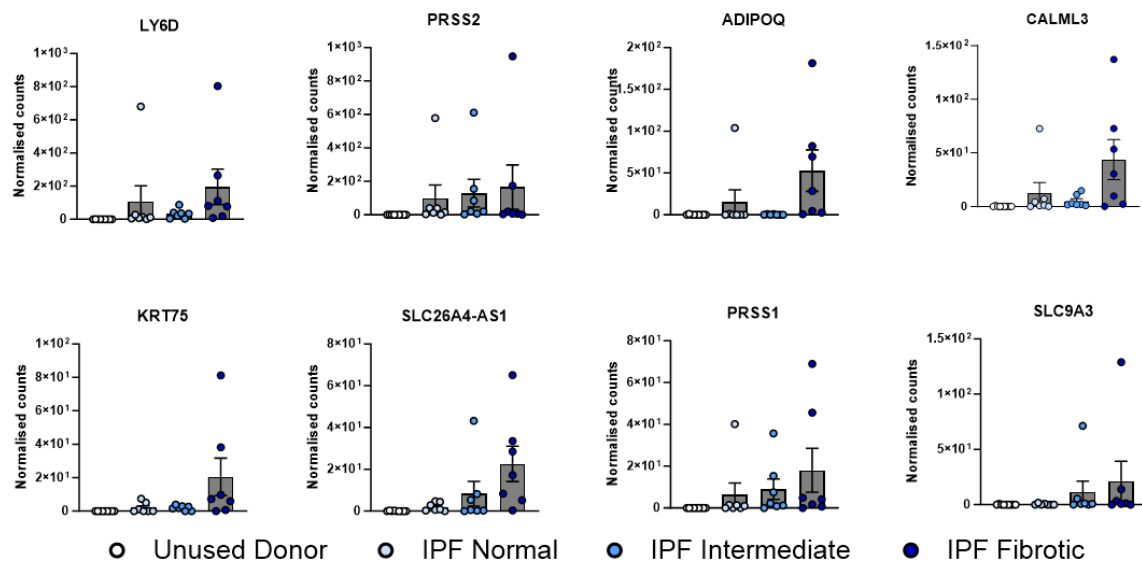 LY6D
PRSS2
ADIPOQ
CALML3
Normalised counts
1×10³
8×10²
6×10²
4×10²
2×10²
0
Normalised counts
1×10³
8×10²
6×10²
4×10²
2×10²
0
Normalised counts
2×10²
2×10²
1×10²
5×10¹
0
Normalised counts
1.5×10²
1×10²
5×10¹
0
KRT75
SLC26A4-AS1
PRSS1
SLC9A3
Normalised counts
1×10²
8×10¹
6×10¹
4×10¹
2×10¹
0
Normalised counts
8×10¹
6×10¹
4×10¹
2×10¹
0
Normalised counts
8×10¹
6×10¹
4×10¹
2×10¹
0
Normalised counts
1.5×10²
1×10²
5×10¹
0
Unused Donor IPF Normal IPF Intermediate IPF Fibrotic